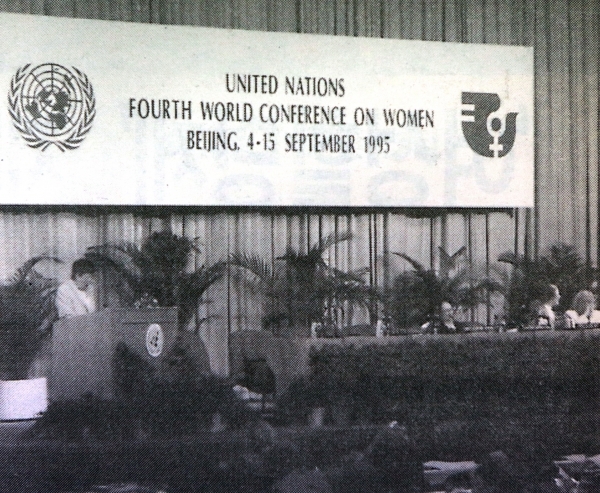 UNITED NATIONS
FOURTH WORLD CONFERENCE ON WOMEN
BEIJING, 4-15 SEPTEMBER 1995